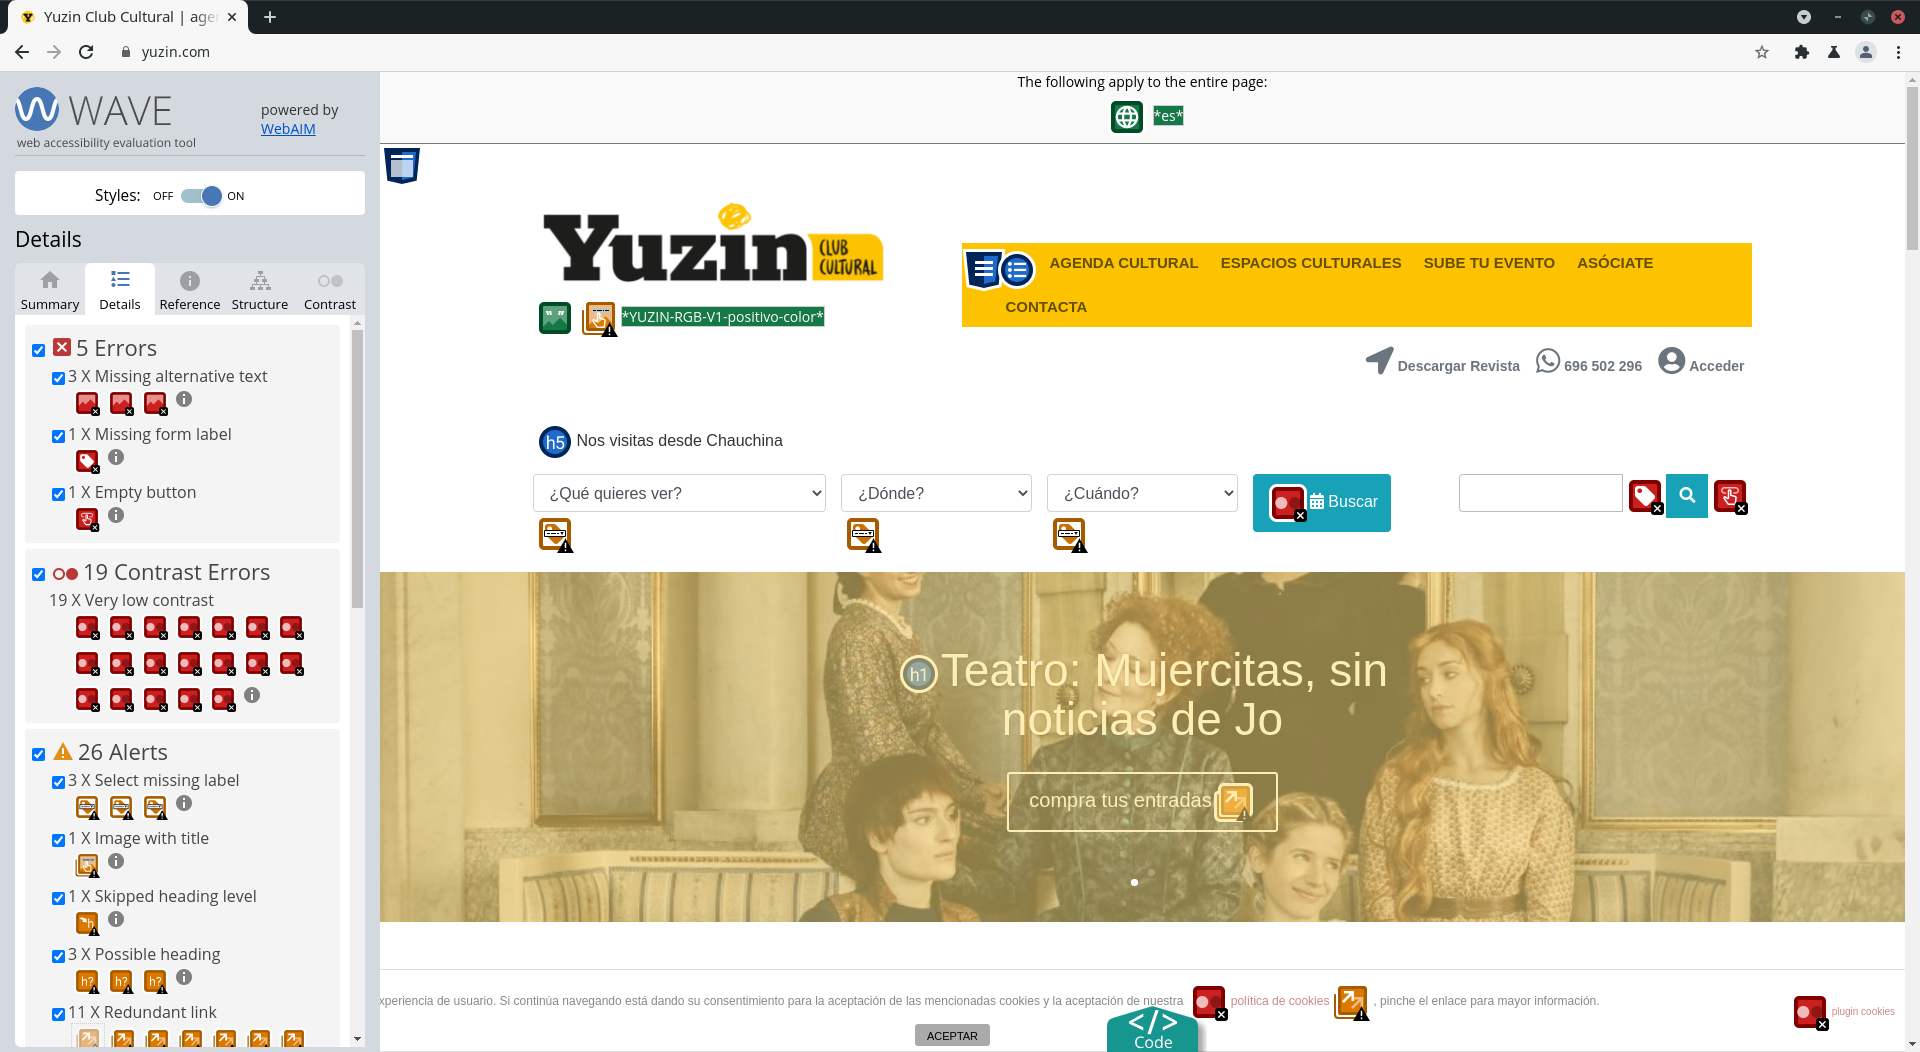 Yuzin Club Cultural | age
yuzin.com
WAVE
web accessibility evaluation tool
powered by
WebAIM
Styles: OFF ON
Details
Summary
Details
Reference
Structure
Contrast
5 Errors
3 X Missing alternative text
1 X Missing form label
1 X Empty button
19 Contrast Errors
19 X Very low contrast
26 Alerts
3 X Select missing label
1 X Image with title
1 X Skipped heading level
3 X Possible heading
h? h? h?
11 X Redundant link
The following apply to the entire page:
*es*
Yuzin CLUB CULTURAL
*YUZIN-RGB-V1-positivo-color*
AGENDA CULTURAL ESPACIOS CULTURALES SUBE TU EVENTO ASÓCIATE
CONTACTA
Descargar Revista 696 502 296 Acceder
h5 Nos visitas desde Chauchina
¿Qué quieres ver? ¿Dónde? ¿Cuándo? Buscar
h1 Teatro: Mujercitas, sin
noticias de Jo
compra tus entradas
xperiencia de usuario. Si continúa navegando está dando su consentimiento para la aceptación de las mencionadas cookies y la aceptación de nuestra política de cookies , pinche el enlace para mayor información.
plugin cookies
ACEPTAR
</> Code